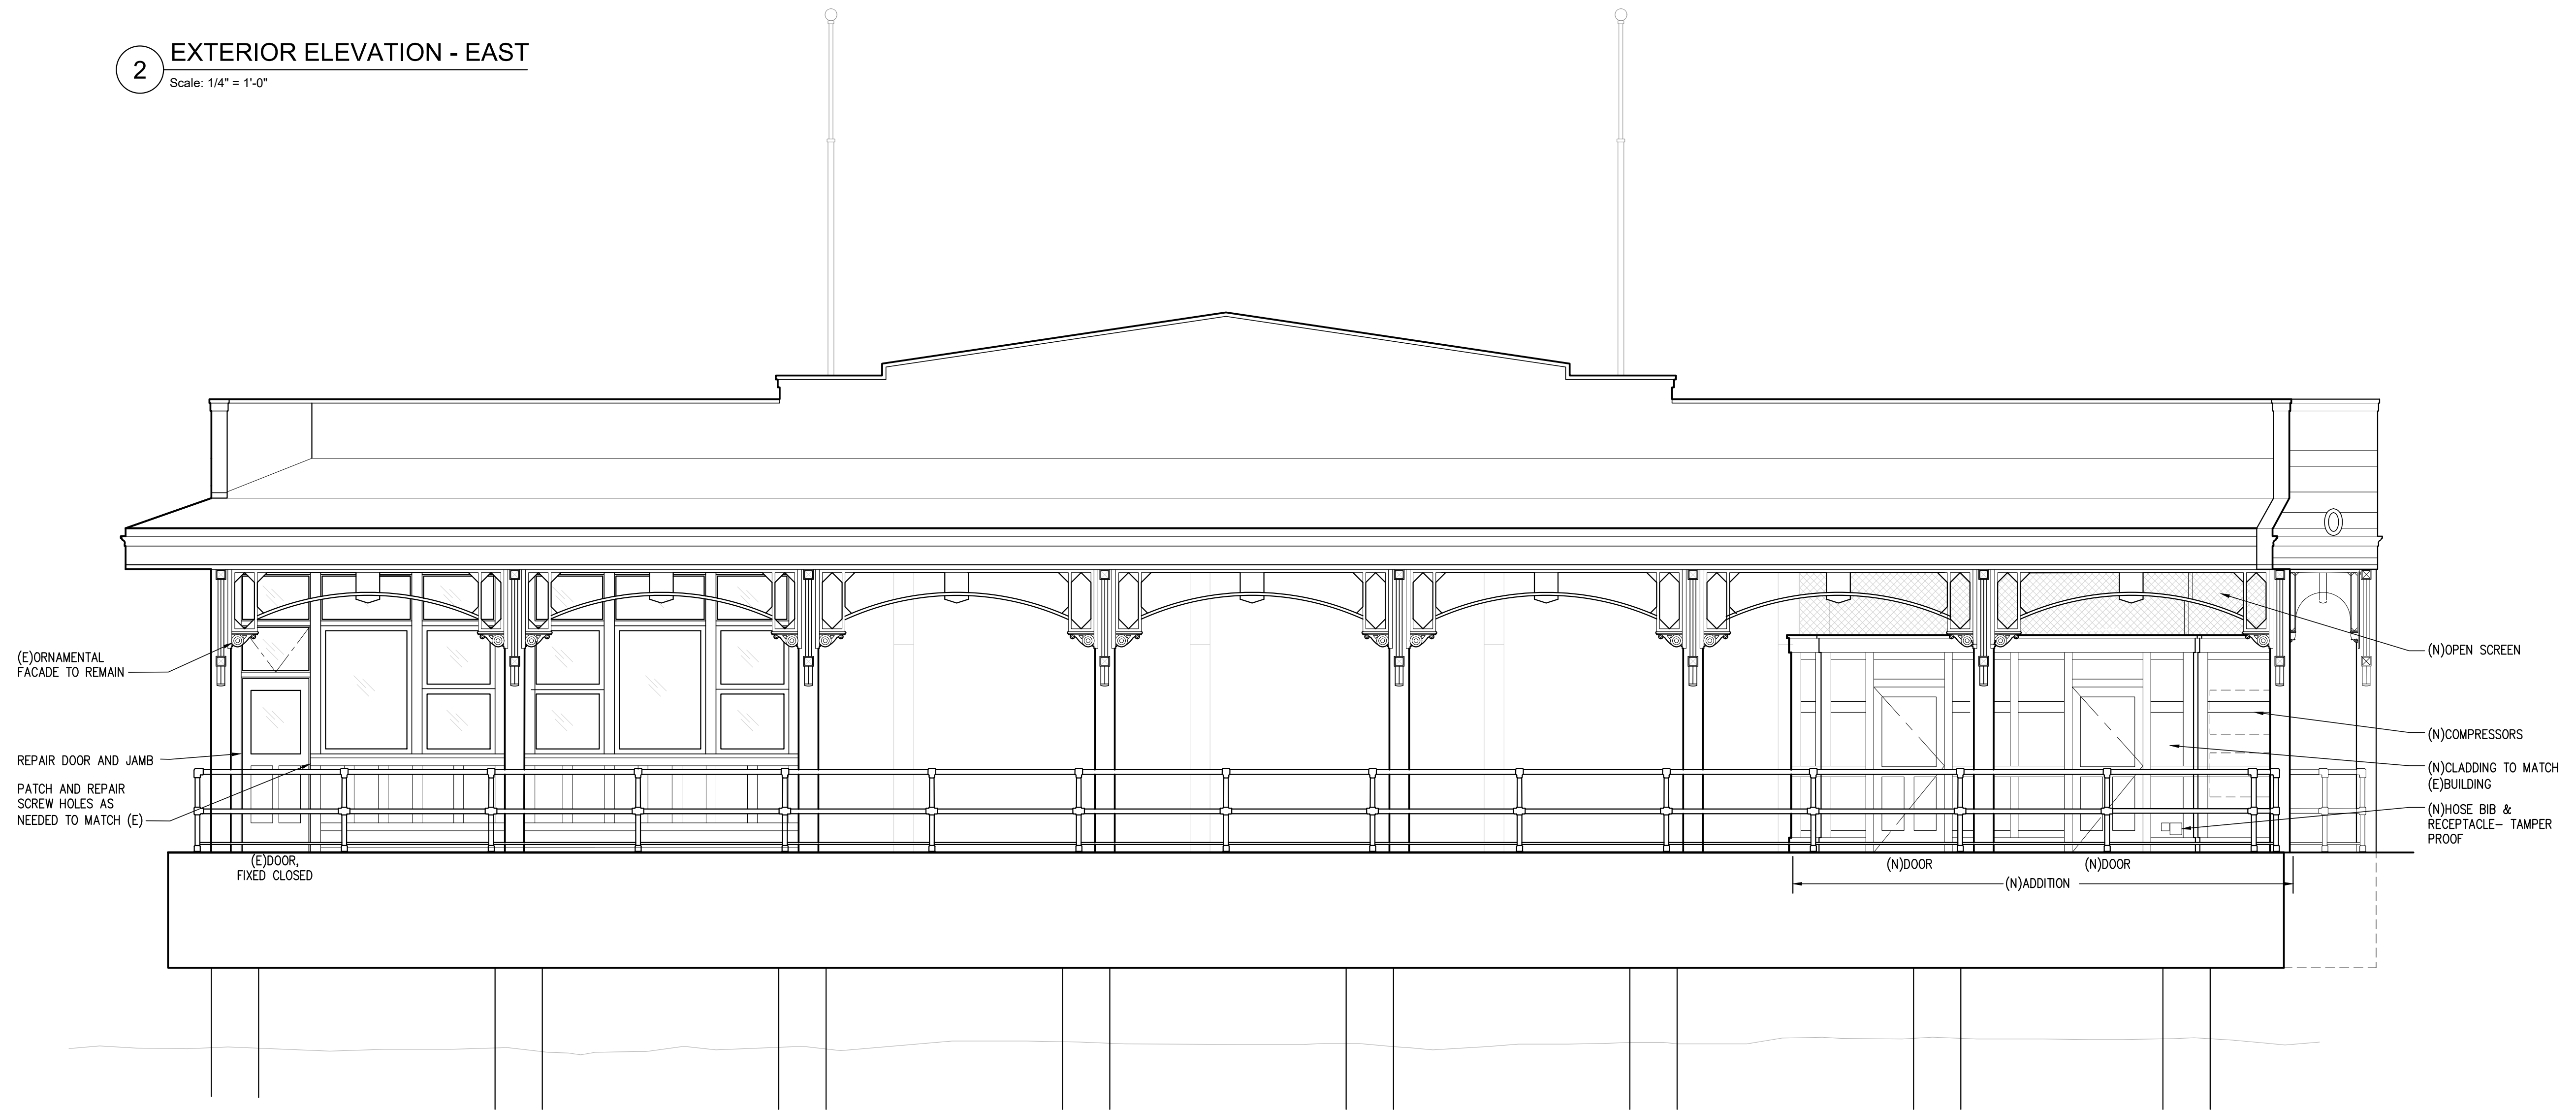 2
EXTERIOR ELEVATION - EAST
Scale: 1/4" = 1'-0"
(E)ORNAMENTAL
FACADE TO REMAIN
REPAIR DOOR AND JAMB
PATCH AND REPAIR
SCREW HOLES AS
NEEDED TO MATCH (E)
(E)DOOR,
FIXED CLOSED
(N)DOOR
(N)DOOR
(N)ADDITION
(N)OPEN SCREEN
(N)COMPRESSORS
(N)CLADDING TO MATCH
(E)BUILDING
(N)HOSE BIB &
RECEPTACLE- TAMPER
PROOF